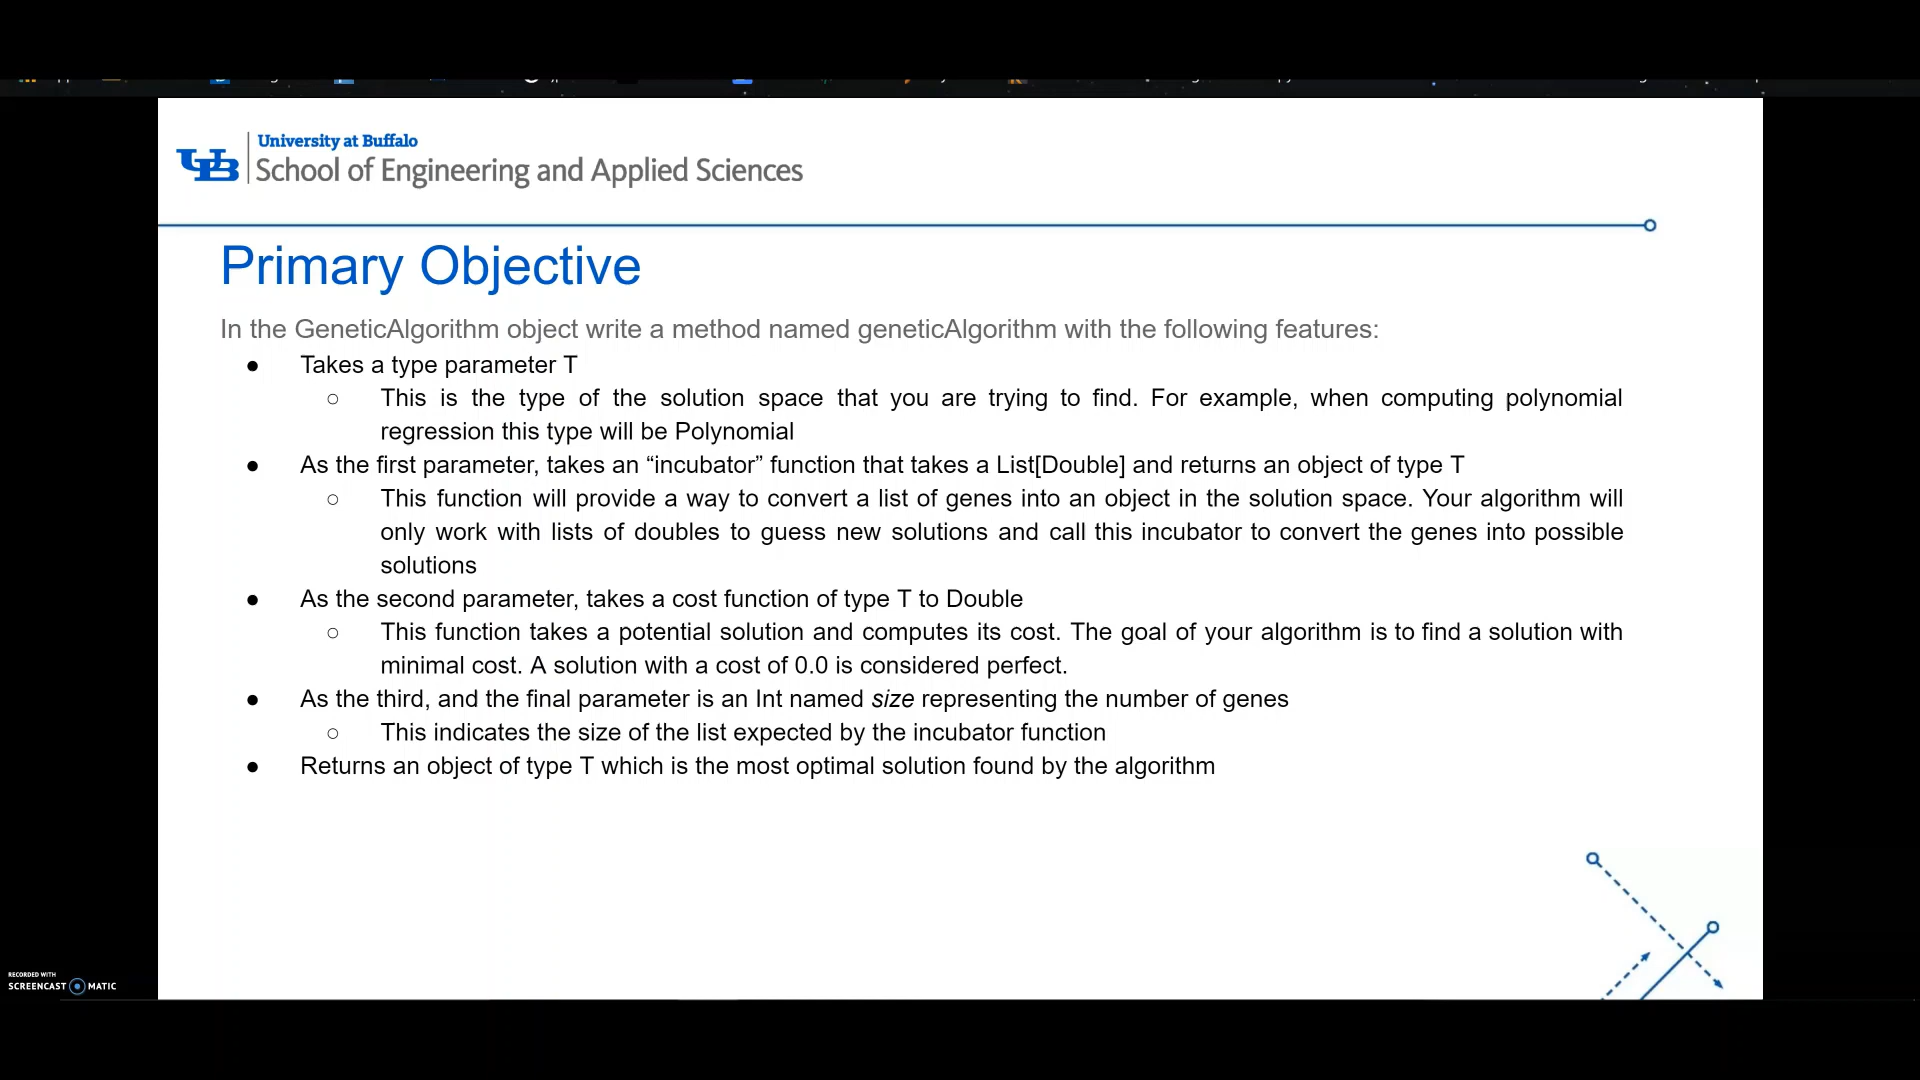 University at Buffalo
School of Engineering and Applied Sciences
Primary Objective
In the GeneticAlgorithm object write a method named geneticAlgorithm with the following features:
● Takes a type parameter T
○ This is the type of the solution space that you are trying to find. For example, when computing polynomial
regression this type will be Polynomial
● As the first parameter, takes an “incubator” function that takes a List[Double] and returns an object of type T
○ This function will provide a way to convert a list of genes into an object in the solution space. Your algorithm will
only work with lists of doubles to guess new solutions and call this incubator to convert the genes into possible
solutions
● As the second parameter, takes a cost function of type T to Double
○ This function takes a potential solution and computes its cost. The goal of your algorithm is to find a solution with
minimal cost. A solution with a cost of 0.0 is considered perfect.
● As the third, and the final parameter is an Int named size representing the number of genes
○ This indicates the size of the list expected by the incubator function
● Returns an object of type T which is the most optimal solution found by the algorithm
RECORDED WITH
SCREENCAST MATIC